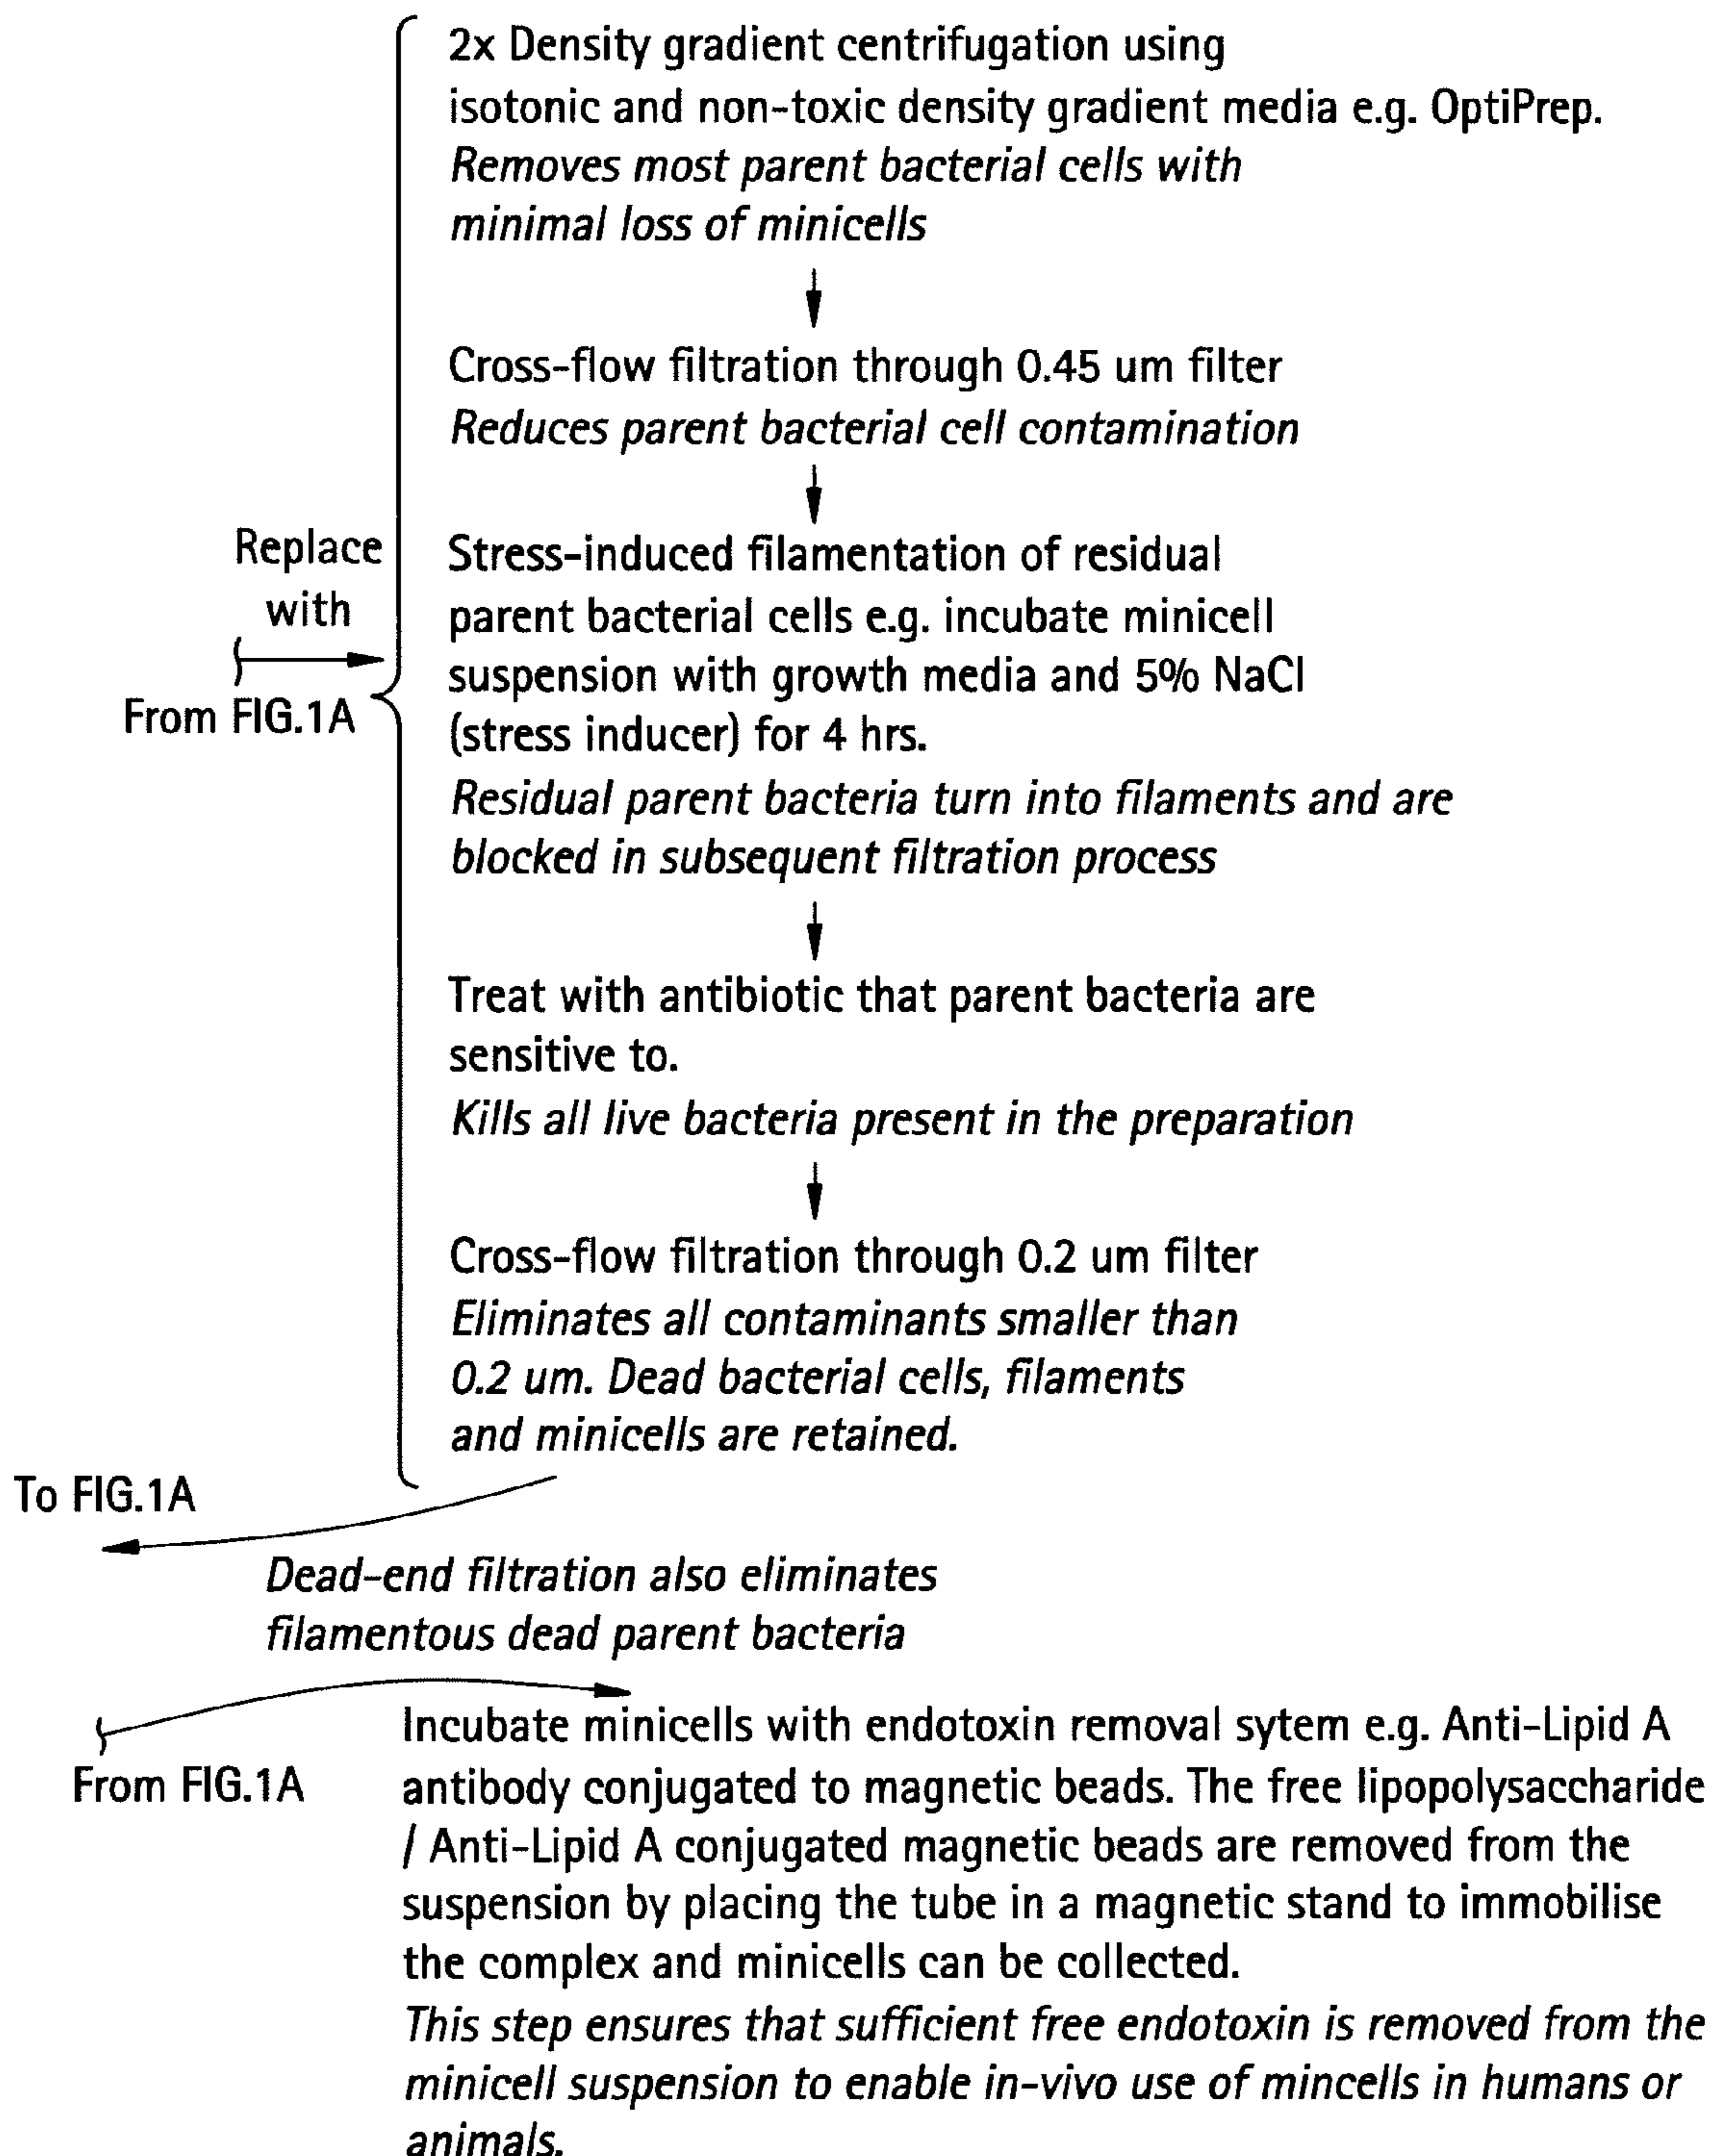 2x Density gradient centrifugation using
isotonic and non-toxic density gradient media e.g. OptiPrep.
Removes most parent bacterial cells with
minimal loss of minicells
Cross-flow filtration through 0.45 um filter
Reduces parent bacterial cell contamination
Replace
with
From FIG.1A
Stress-induced filamentation of residual
parent bacterial cells e.g. incubate minicell
suspension with growth media and 5% NaCl
(stress inducer) for 4 hrs.
Residual parent bacteria turn into filaments and are
blocked in subsequent filtration process
Treat with antibiotic that parent bacteria are
sensitive to.
Kills all live bacteria present in the preparation
Cross-flow filtration through 0.2 um filter
Eliminates all contaminants smaller than
0.2 um. Dead bacterial cells, filaments
and minicells are retained.
To FIG.1A
Dead-end filtration also eliminates
filamentous dead parent bacteria
From FIG.1A
Incubate minicells with endotoxin removal sytem e.g. Anti-Lipid A
antibody conjugated to magnetic beads. The free lipopolysaccharide
/ Anti-Lipid A conjugated magnetic beads are removed from the
suspension by placing the tube in a magnetic stand to immobilise
the complex and minicells can be collected.
This step ensures that sufficient free endotoxin is removed from the
minicell suspension to enable in-vivo use of mincells in humans or
animals.